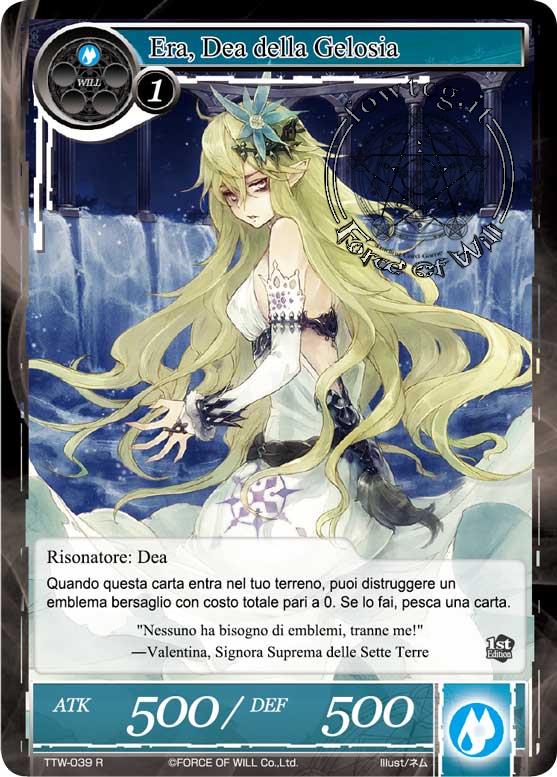 Era, Dea della Gelosia
WILL
1
fowtcg.it
Force of Will
Risonatore: Dea
Quando questa carta entra nel tuo terreno, puoi distruggere un
emblema bersaglio con costo totale pari a 0. Se lo fai, pesca una carta.
"Nessuno ha bisogno di emblemi, tranne me!"
—Valentina, Signora Suprema delle Sette Terre
1st
Edition
ATK 500 / DEF 500
TTW-039 R ©FORCE OF WILL Co.,Ltd. Illust/ネム